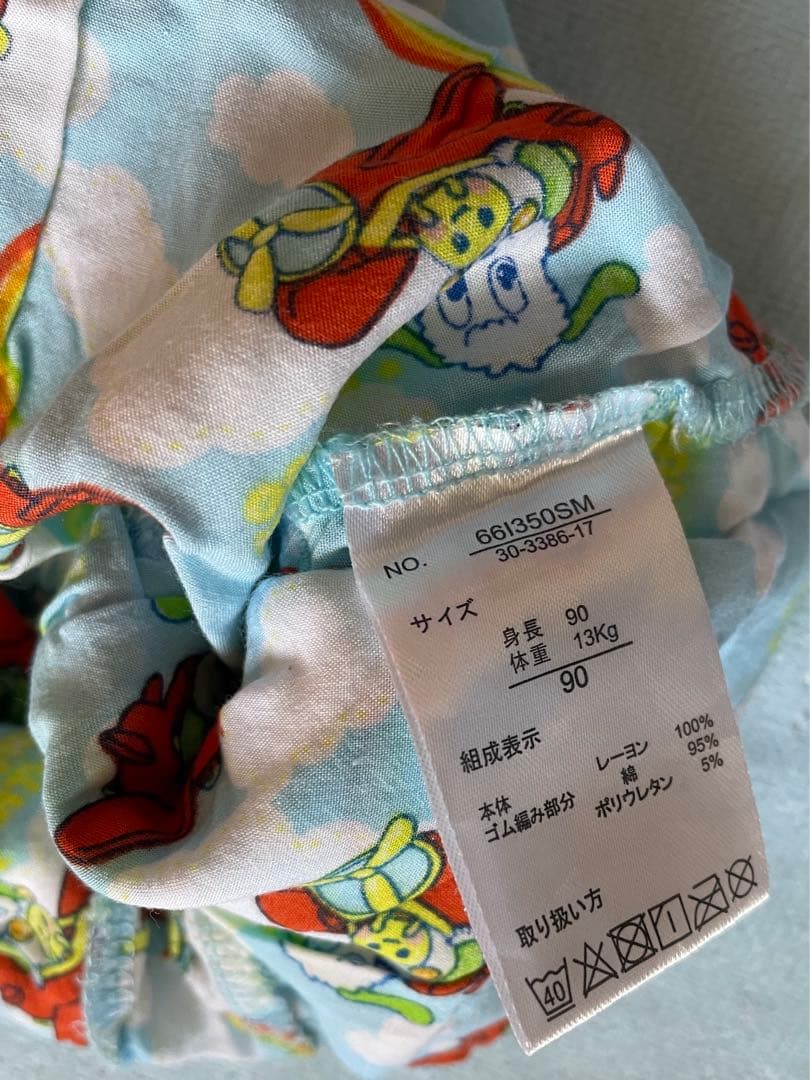 NO. 661350SM
30-3386-17
サイズ
身長 90
体重 13Kg
90
組成表示
本体 レーヨン 100%
ゴム編み部分 綿 95%
ポリウレタン 5%
取り扱い方
40